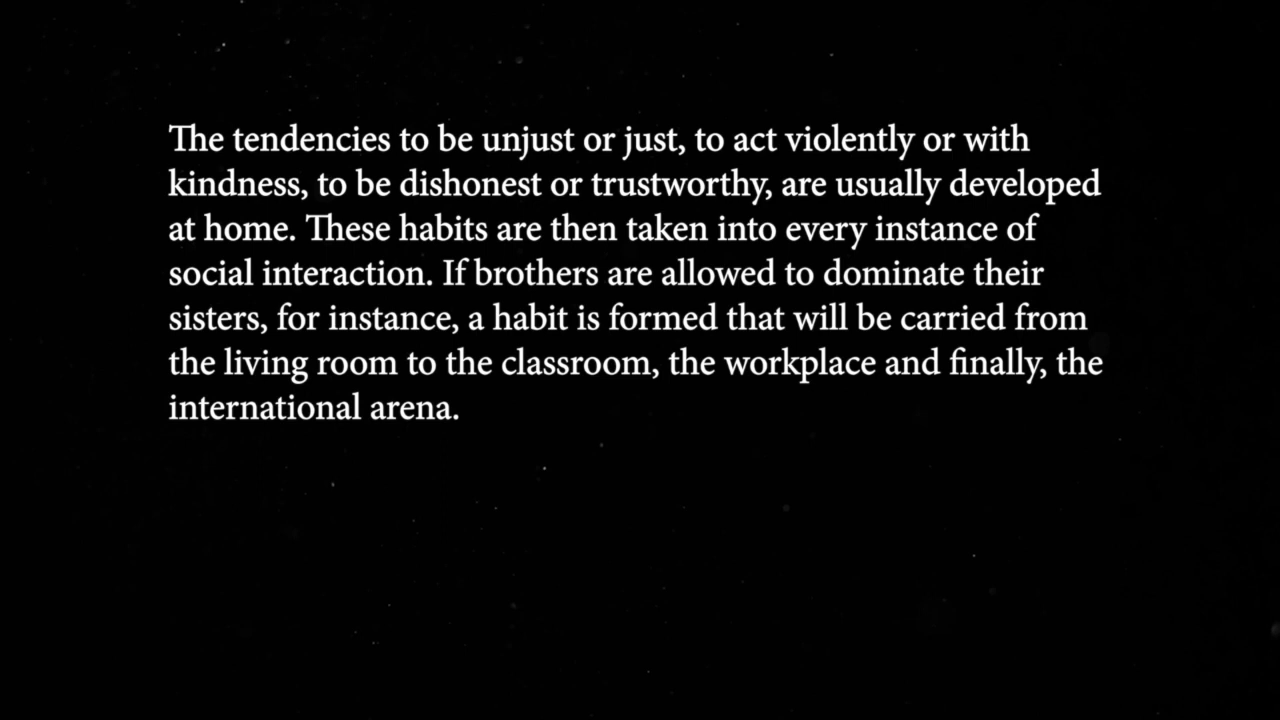 The tendencies to be unjust or just, to act violently or with
kindness, to be dishonest or trustworthy, are usually developed
at home. These habits are then taken into every instance of
social interaction. If brothers are allowed to dominate their
sisters, for instance, a habit is formed that will be carried from
the living room to the classroom, the workplace and finally, the
international arena.